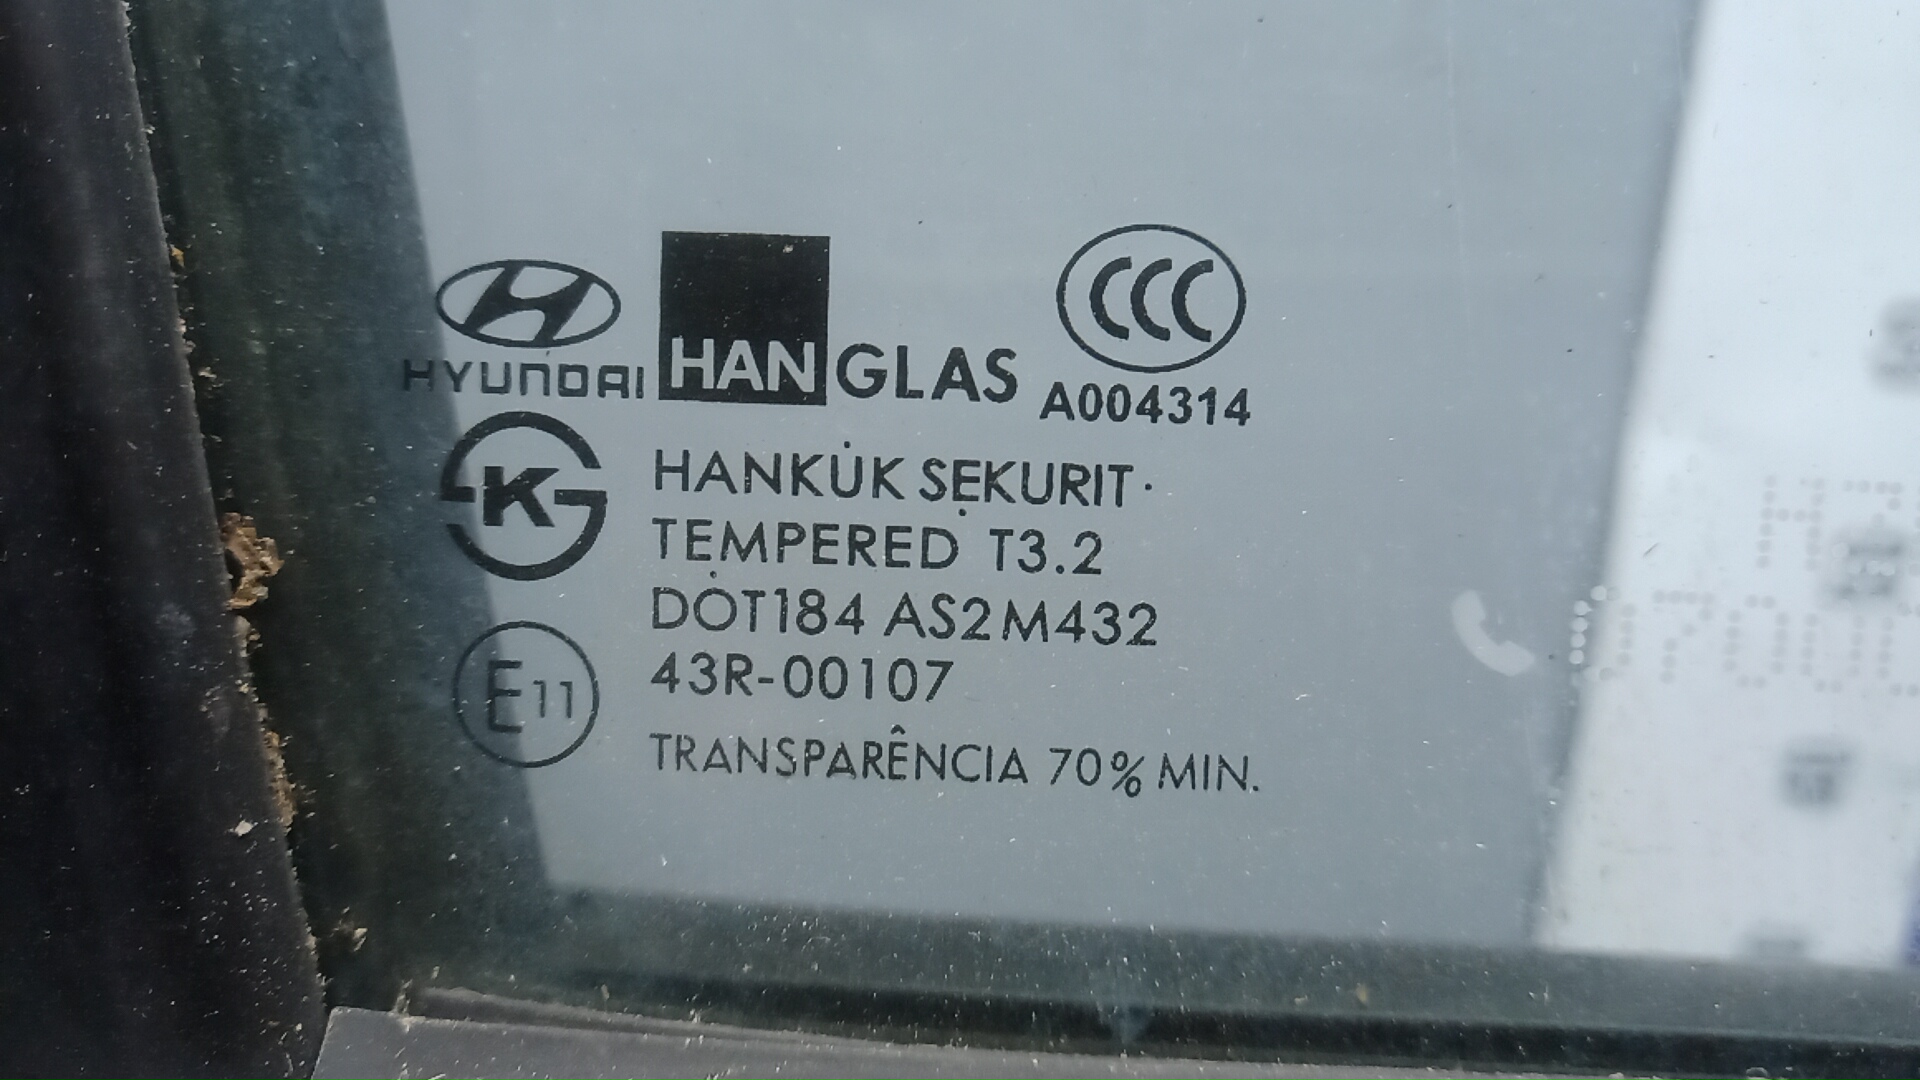 HYUNDAI
HANGLAS
CCC
A004314
K
HANKUK SEKURIT
TEMPERED T3.2
DOT184 AS2 M432
43R-00107
E11
TRANSPARÊNCIA 70% MIN.